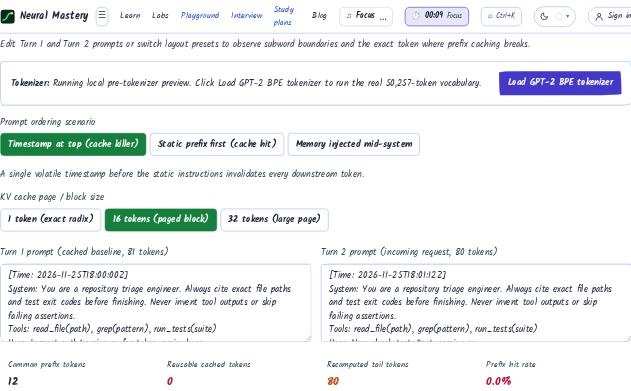 Neural Mastery
☰
Learn
Labs
Playground
Interview
Study plans
Blog
♫ Focus ...
00:09 Focus
Ctrl+K
Sign in
Edit Turn 1 and Turn 2 prompts or switch layout presets to observe subword boundaries and the exact token where prefix caching breaks.
Tokenizer: Running local pre-tokenizer preview. Click Load GPT-2 BPE tokenizer to run the real 50,257-token vocabulary.
Load GPT-2 BPE tokenizer
Prompt ordering scenario
Timestamp at top (cache killer)
Static prefix first (cache hit)
Memory injected mid-system
A single volatile timestamp before the static instructions invalidates every downstream token.
KV cache page / block size
1 token (exact radix)
16 tokens (paged block)
32 tokens (large page)
Turn 1 prompt (cached baseline, 81 tokens)
[Time: 2026-11-25T18:00:00Z]
System: You are a repository triage engineer. Always cite exact file paths
and test exit codes before finishing. Never invent tool outputs or skip
failing assertions.
Tools: read_file(path), grep(pattern), run_tests(suite)
Turn 2 prompt (incoming request, 80 tokens)
[Time: 2026-11-25T18:01:12Z]
System: You are a repository triage engineer. Always cite exact file paths
and test exit codes before finishing. Never invent tool outputs or skip
failing assertions.
Tools: read_file(path), grep(pattern), run_tests(suite)
Common prefix tokens
12
Reusable cached tokens
0
Recomputed tail tokens
80
Prefix hit rate
0.0%